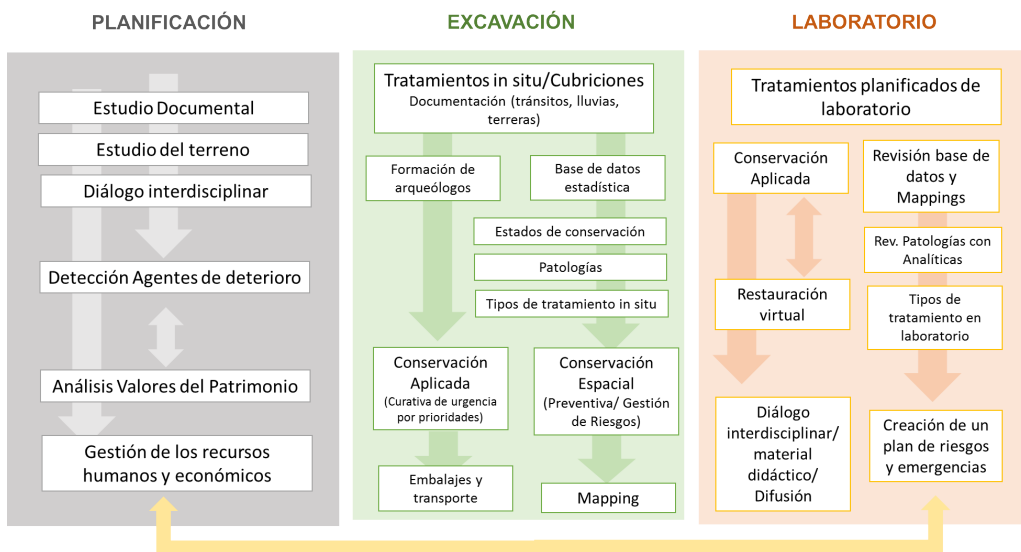 PLANIFICACIÓN
Estudio Documental
Estudio del terreno
Diálogo interdisciplinar
Detección Agentes de deterioro
Análisis Valores del Patrimonio
Gestión de los recursos
humanos y económicos
EXCAVACIÓN
Tratamientos in situ/Cubriciones
Documentación (tránsitos, lluvias,
terreras)
Formación de
arqueólogos
Base de datos
estadística
Estados de conservación
Patologías
Tipos de tratamiento in situ
Conservación
Aplicada
(Curativa de urgencia
por prioridades)
Conservación
Espacial
(Preventiva/ Gestión
de Riesgos)
Embalajes y
transporte
Mapping
LABORATORIO
Tratamientos planificados de
laboratorio
Conservación
Aplicada
Revisión base de
datos y
Mappings
Rev. Patologías con
Analíticas
Restauración
virtual
Tipos de
tratamiento en
laboratorio
Diálogo
interdisciplinar/
material
didáctico/
Difusión
Creación de un
plan de riesgos
y emergencias